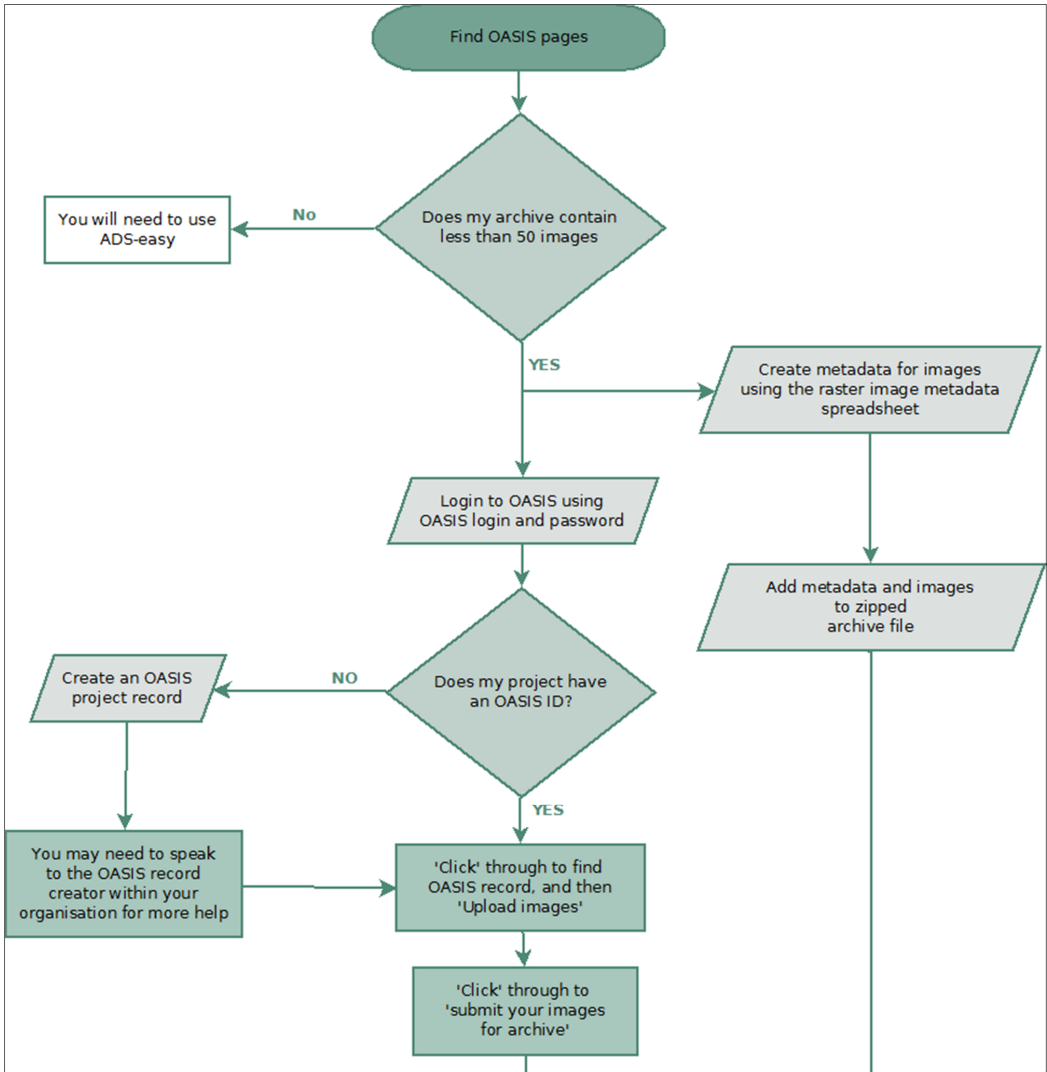 Find OASIS pages
Does my archive contain
less than 50 images
No
You will need to use
ADS-easy
YES
Create metadata for images
using the raster image metadata
spreadsheet
Login to OASIS using
OASIS login and password
Add metadata and images
to zipped
archive file
Does my project have
an OASIS ID?
NO
Create an OASIS
project record
YES
You may need to speak
to the OASIS record
creator within your
organisation for more help
'Click' through to find
OASIS record, and then
'Upload images'
'Click' through to
'submit your images
for archive'